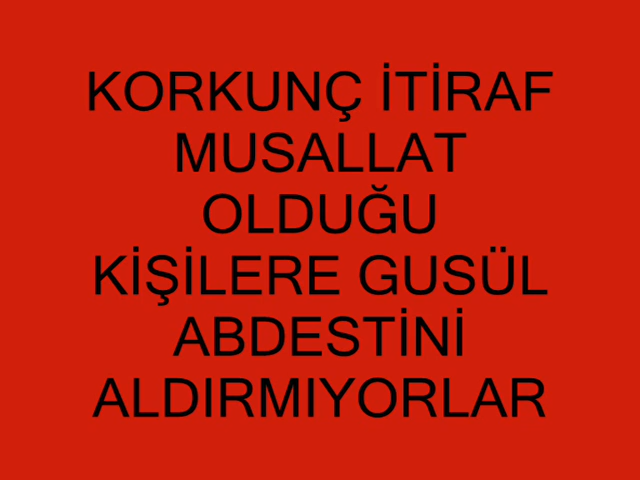 KORKUNÇ İTİRAF
MUSALLAT
OLDUĞU
KİŞİLERE GUSÜL
ABDESTİNİ
ALDIRMIYORLAR